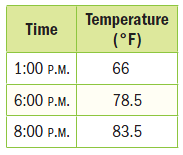 Time Temperature (°F)
1:00 P.M. 66
6:00 P.M. 78.5
8:00 P.M. 83.5